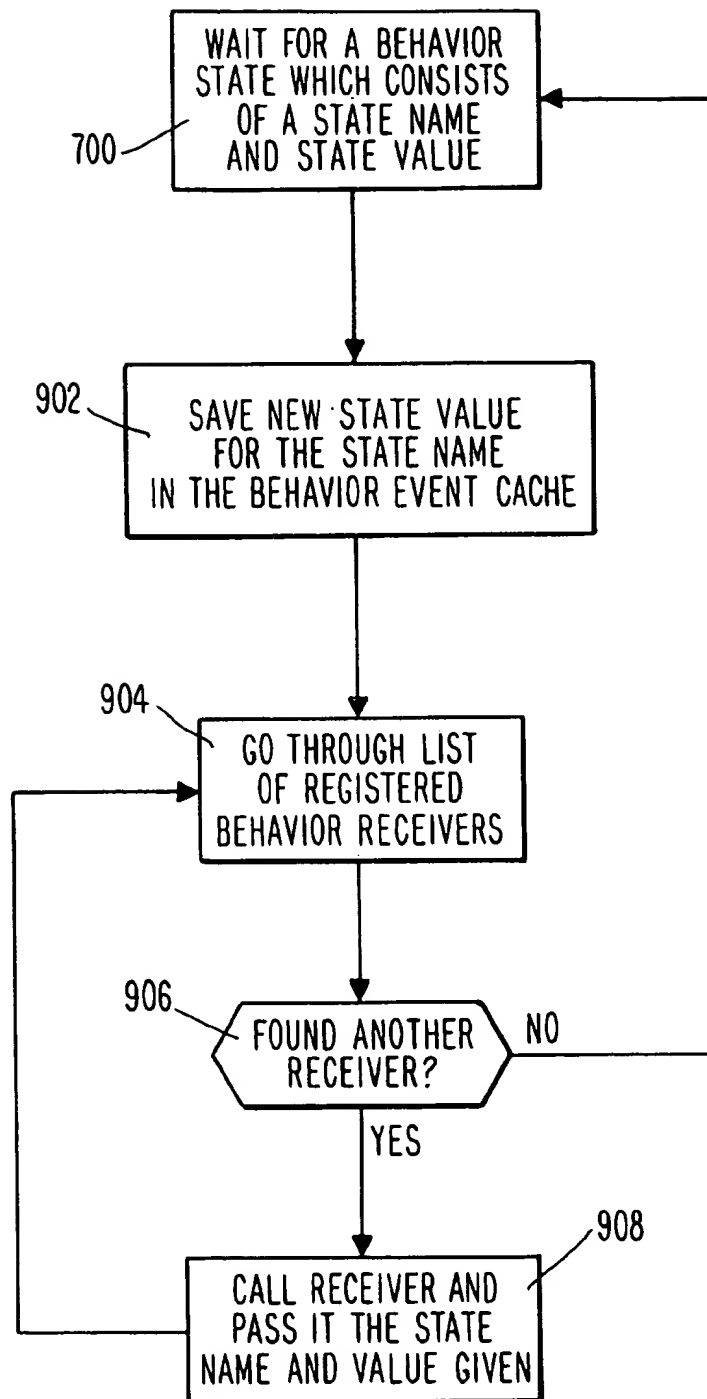 WAIT FOR A BEHAVIOR
STATE WHICH CONSISTS
OF A STATE NAME
AND STATE VALUE
700
902
SAVE NEW STATE VALUE
FOR THE STATE NAME
IN THE BEHAVIOR EVENT CACHE
904
GO THROUGH LIST
OF REGISTERED
BEHAVIOR RECEIVERS
906
FOUND ANOTHER
RECEIVER?
NO
YES
908
CALL RECEIVER AND
PASS IT THE STATE
NAME AND VALUE GIVEN